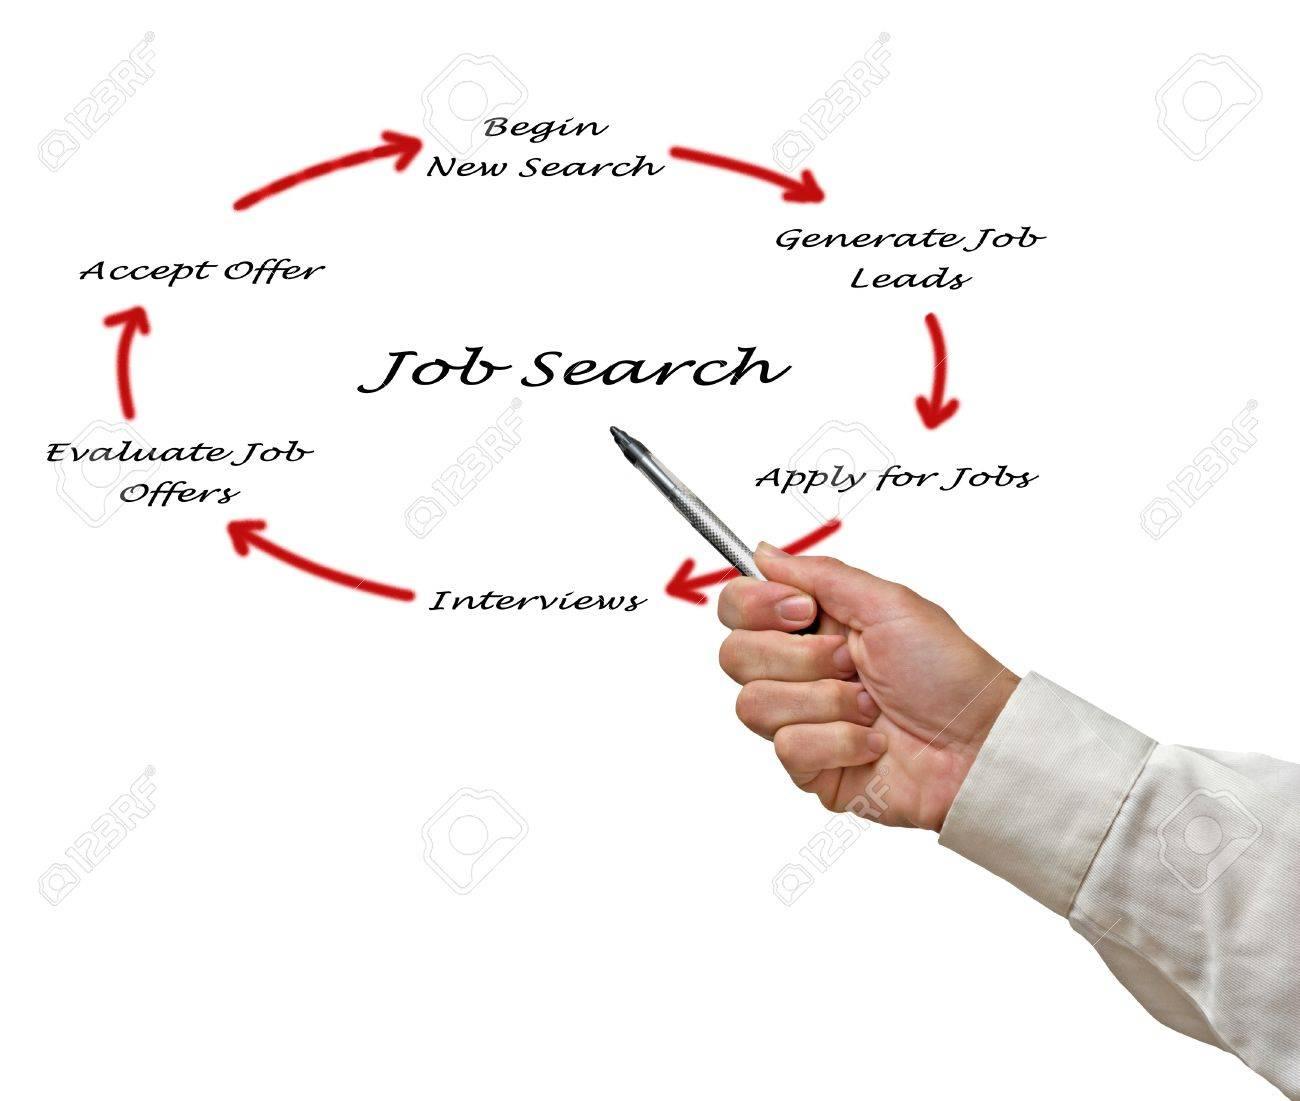 Begin
New Search
Generate Job
Leads
Apply for Jobs
Interviews
Evaluate Job
Offers
Accept Offer
Job Search
123RF
123RF
123RF
123RF
123RF
123RF
123RF